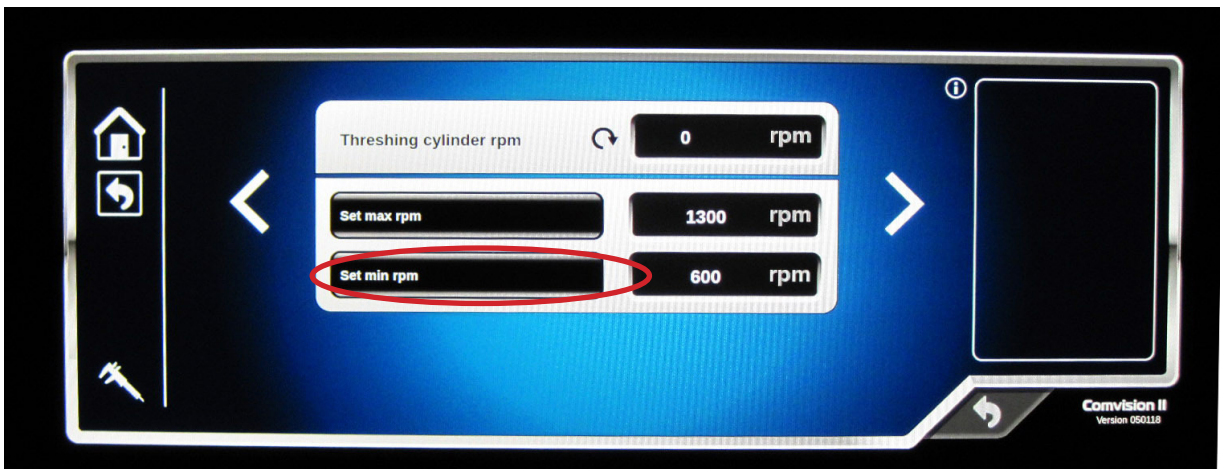 Threshing cylinder rpm 0 rpm
Set max rpm 1300 rpm
Set min rpm 600 rpm
Comvision II
Version 050118